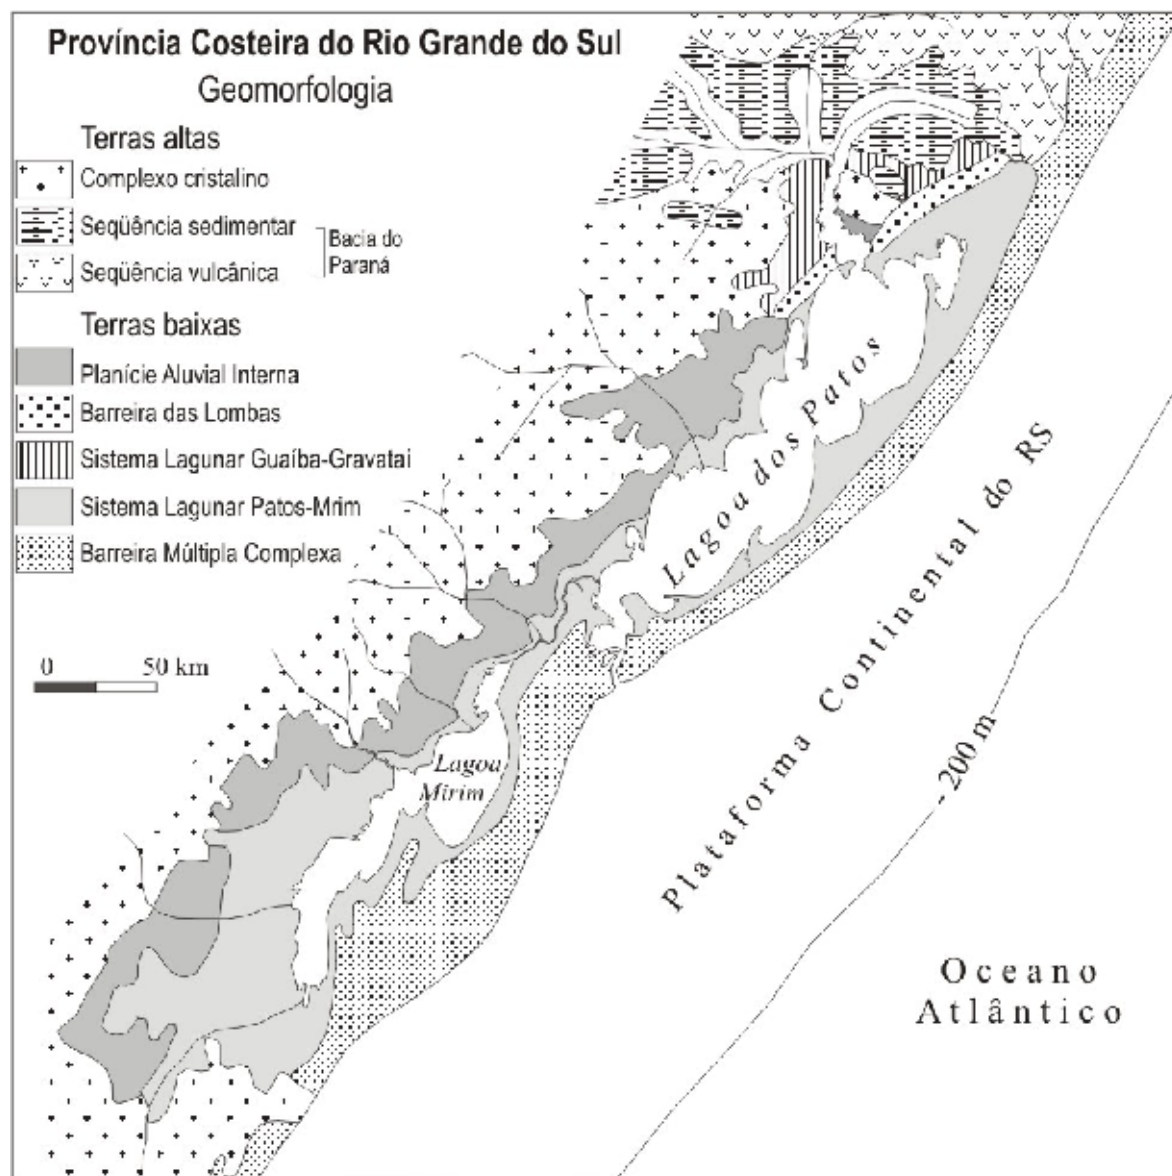 Província Costeira do Rio Grande do Sul
Geomorfologia
Terras altas
Complexo cristalino
Seqüência sedimentar
Seqüência vulcânica
Bacia do
Paraná
Terras baixas
Planície Aluvial Interna
Barreira das Lombas
Sistema Lagunar Guaíba-Gravatai
Sistema Lagunar Patos-Mrim
Barreira Múltipla Complexa
0 50 km
Lagoa dos Patos
Lagoa
Mirim
Plataforma Continental do RS
- 200 m
Oceano
Atlântico